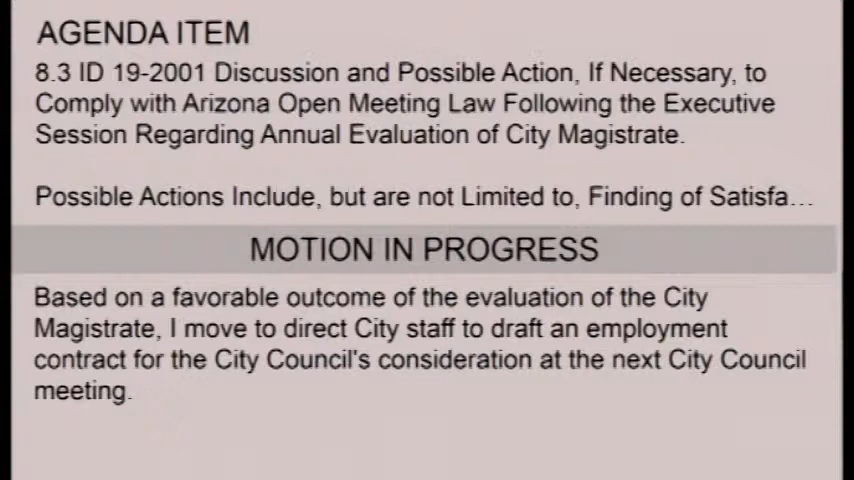 AGENDA ITEM
8.3 ID 19-2001 Discussion and Possible Action, If Necessary, to
Comply with Arizona Open Meeting Law Following the Executive
Session Regarding Annual Evaluation of City Magistrate.
Possible Actions Include, but are not Limited to, Finding of Satisfa...
MOTION IN PROGRESS
Based on a favorable outcome of the evaluation of the City
Magistrate, I move to direct City staff to draft an employment
contract for the City Council's consideration at the next City Council
meeting.